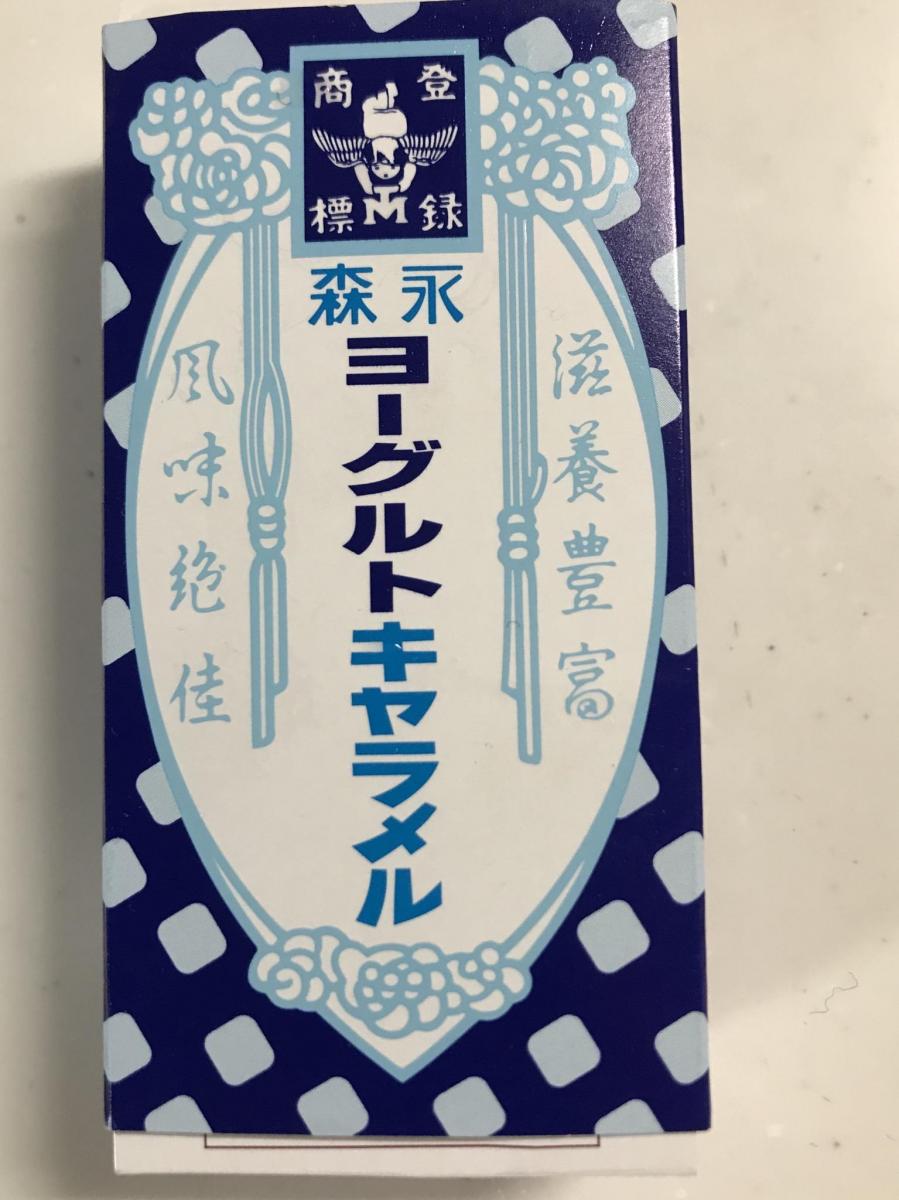 登録商標
TM
森永
ヨーグルトキャラメル
滋養豊富
風味絶佳